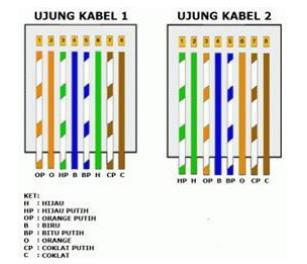 UJUNG KABEL 1
UJUNG KABEL 2
1 2 3 4 5 6 7 8
1 2 3 4 5 6 7 8
OP O HP B BP H CP C
HP H OP B BP O CP C
KET:
H : HIJAU
HP : HIJAU PUTIH
OP : ORANGE PUTIH
B : BIRU
BP : BITU PUTIH
O : ORANGE
CP : COKLAT PUTIH
C : COKLAT